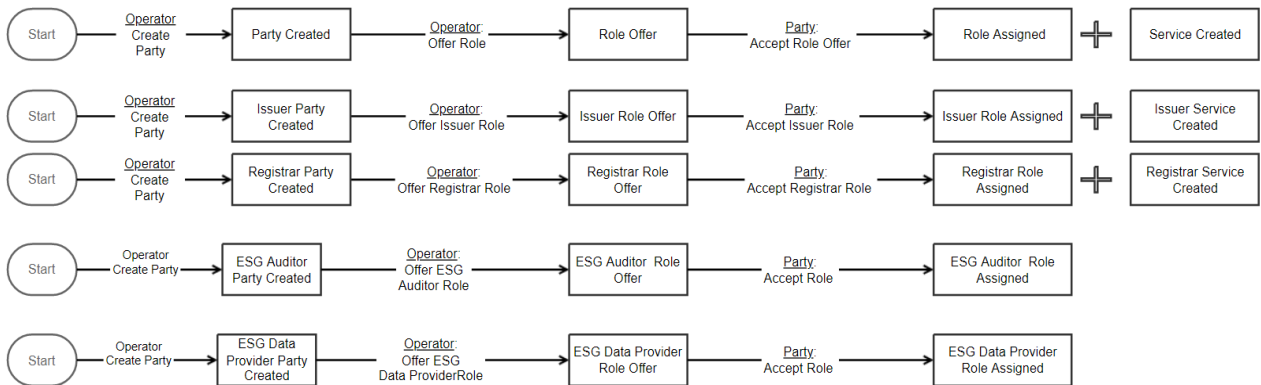 Start
Operator
Create
Party
Party Created
Operator:
Offer Role
Role Offer
Party:
Accept Role Offer
Role Assigned
Service Created
Start
Operator
Create
Party
Issuer Party
Created
Operator:
Offer Issuer Role
Issuer Role Offer
Party:
Accept Issuer Role
Issuer Role Assigned
Issuer Service
Created
Start
Operator
Create
Party
Registrar Party
Created
Operator:
Offer Registrar Role
Registrar Role
Offer
Party:
Accept Registrar Role
Registrar Role
Assigned
Registrar Service
Created
Start
Operator
Create Party
ESG Auditor
Party Created
Operator:
Offer ESG
Auditor Role
ESG Auditor Role
Offer
Party:
Accept Role
ESG Auditor Role
Assigned
Start
Operator
Create Party
ESG Data
Provider Party
Created
Operator:
Offer ESG
Data ProviderRole
ESG Data Provider
Role Offer
Party:
Accept Role
ESG Data Provider
Role Assigned